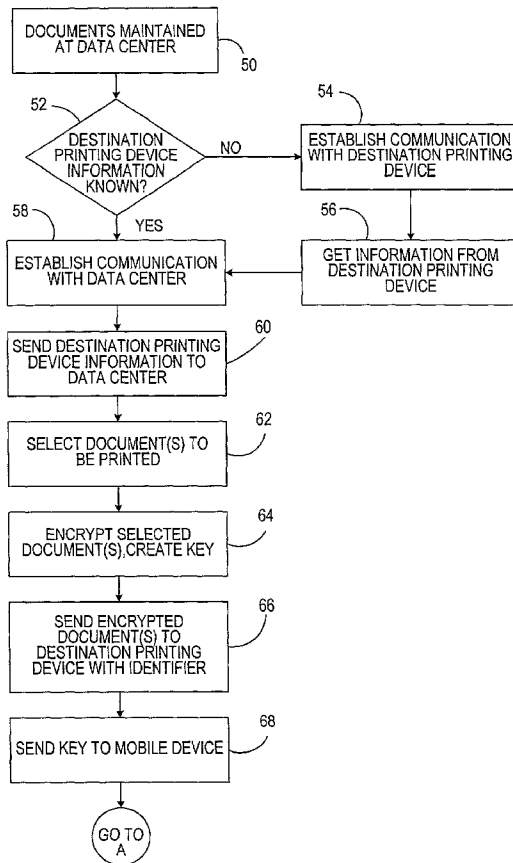 DOCUMENTS MAINTAINED
AT DATA CENTER
50
52
DESTINATION
PRINTING DEVICE
INFORMATION
KNOWN?
NO
YES
54
ESTABLISH COMMUNICATION
WITH DESTINATION PRINTING
DEVICE
56
GET INFORMATION FROM
DESTINATION PRINTING
DEVICE
58
ESTABLISH COMMUNICATION
WITH DATA CENTER
60
SEND DESTINATION PRINTING
DEVICE INFORMATION TO
DATA CENTER
62
SELECT DOCUMENT(S) TO
BE PRINTED
64
ENCRYPT SELECTED
DOCUMENT(S),CREATE KEY
66
SEND ENCRYPTED
DOCUMENT(S) TO
DESTINATION PRINTING
DEVICE WITH IDENTIFIER
68
SEND KEY TO MOBILE DEVICE
GO TO
A